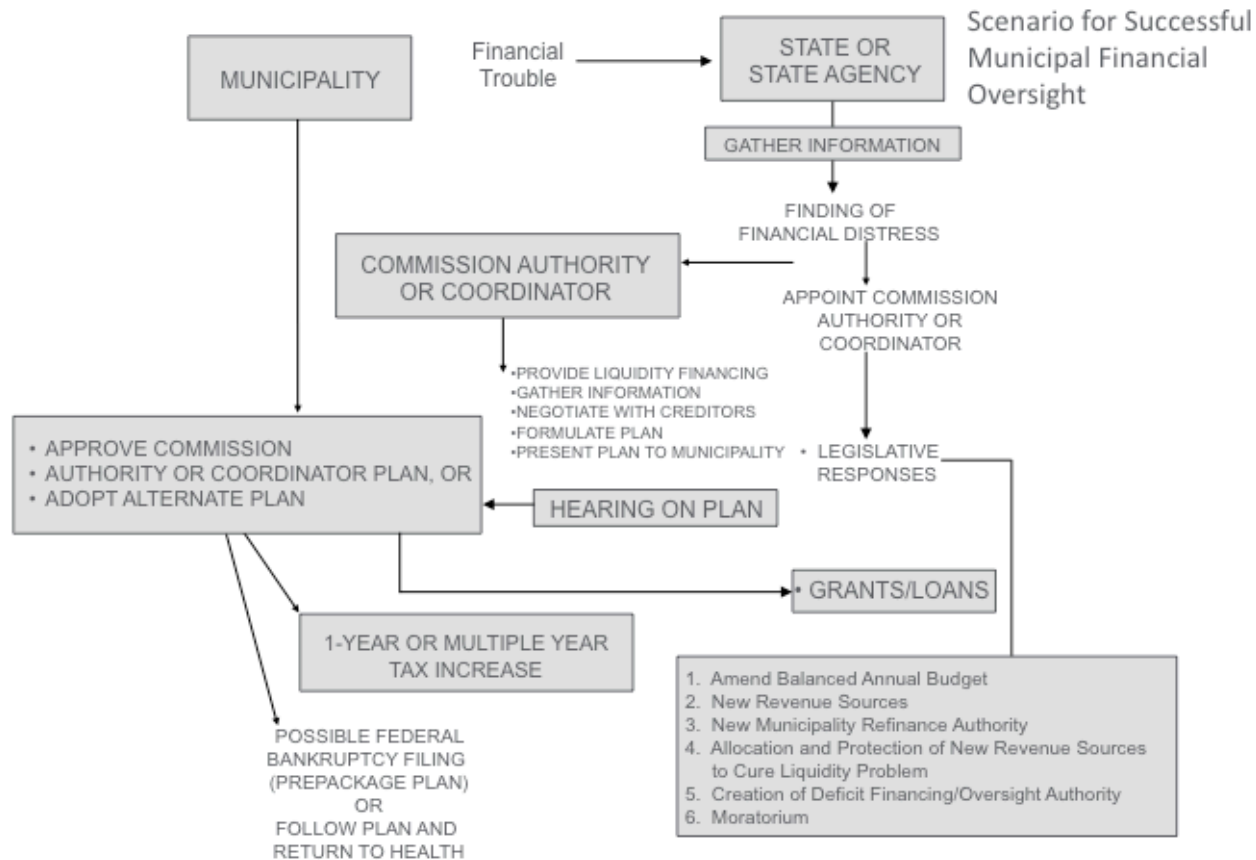 Scenario for Successful
Municipal Financial
Oversight
MUNICIPALITY
Financial
Trouble
STATE OR
STATE AGENCY
GATHER INFORMATION
FINDING OF
FINANCIAL DISTRESS
COMMISSION AUTHORITY
OR COORDINATOR
APPOINT COMMISSION
AUTHORITY OR
COORDINATOR
•PROVIDE LIQUIDITY FINANCING
•GATHER INFORMATION
•NEGOTIATE WITH CREDITORS
•FORMULATE PLAN
•PRESENT PLAN TO MUNICIPALITY
• LEGISLATIVE
RESPONSES
• APPROVE COMMISSION
• AUTHORITY OR COORDINATOR PLAN, OR
• ADOPT ALTERNATE PLAN
HEARING ON PLAN
• GRANTS/LOANS
1-YEAR OR MULTIPLE YEAR
TAX INCREASE
1. Amend Balanced Annual Budget
2. New Revenue Sources
3. New Municipality Refinance Authority
4. Allocation and Protection of New Revenue Sources
to Cure Liquidity Problem
5. Creation of Deficit Financing/Oversight Authority
6. Moratorium
POSSIBLE FEDERAL
BANKRUPTCY FILING
(PREPACKAGE PLAN)
OR
FOLLOW PLAN AND
RETURN TO HEALTH